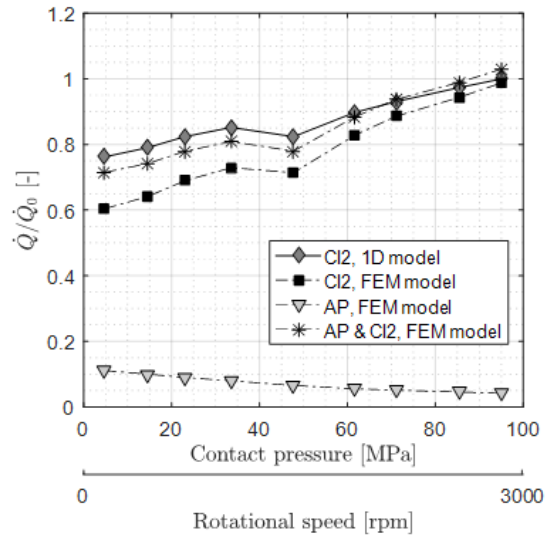 1.2
1
0.8
0.6
0.4
0.2
0
Q̇/Q̇₀ [-]
Cl2, 1D model
Cl2, FEM model
AP, FEM model
AP & Cl2, FEM model
0 20 40 60 80 100
Contact pressure [MPa]
0 3000
Rotational speed [rpm]